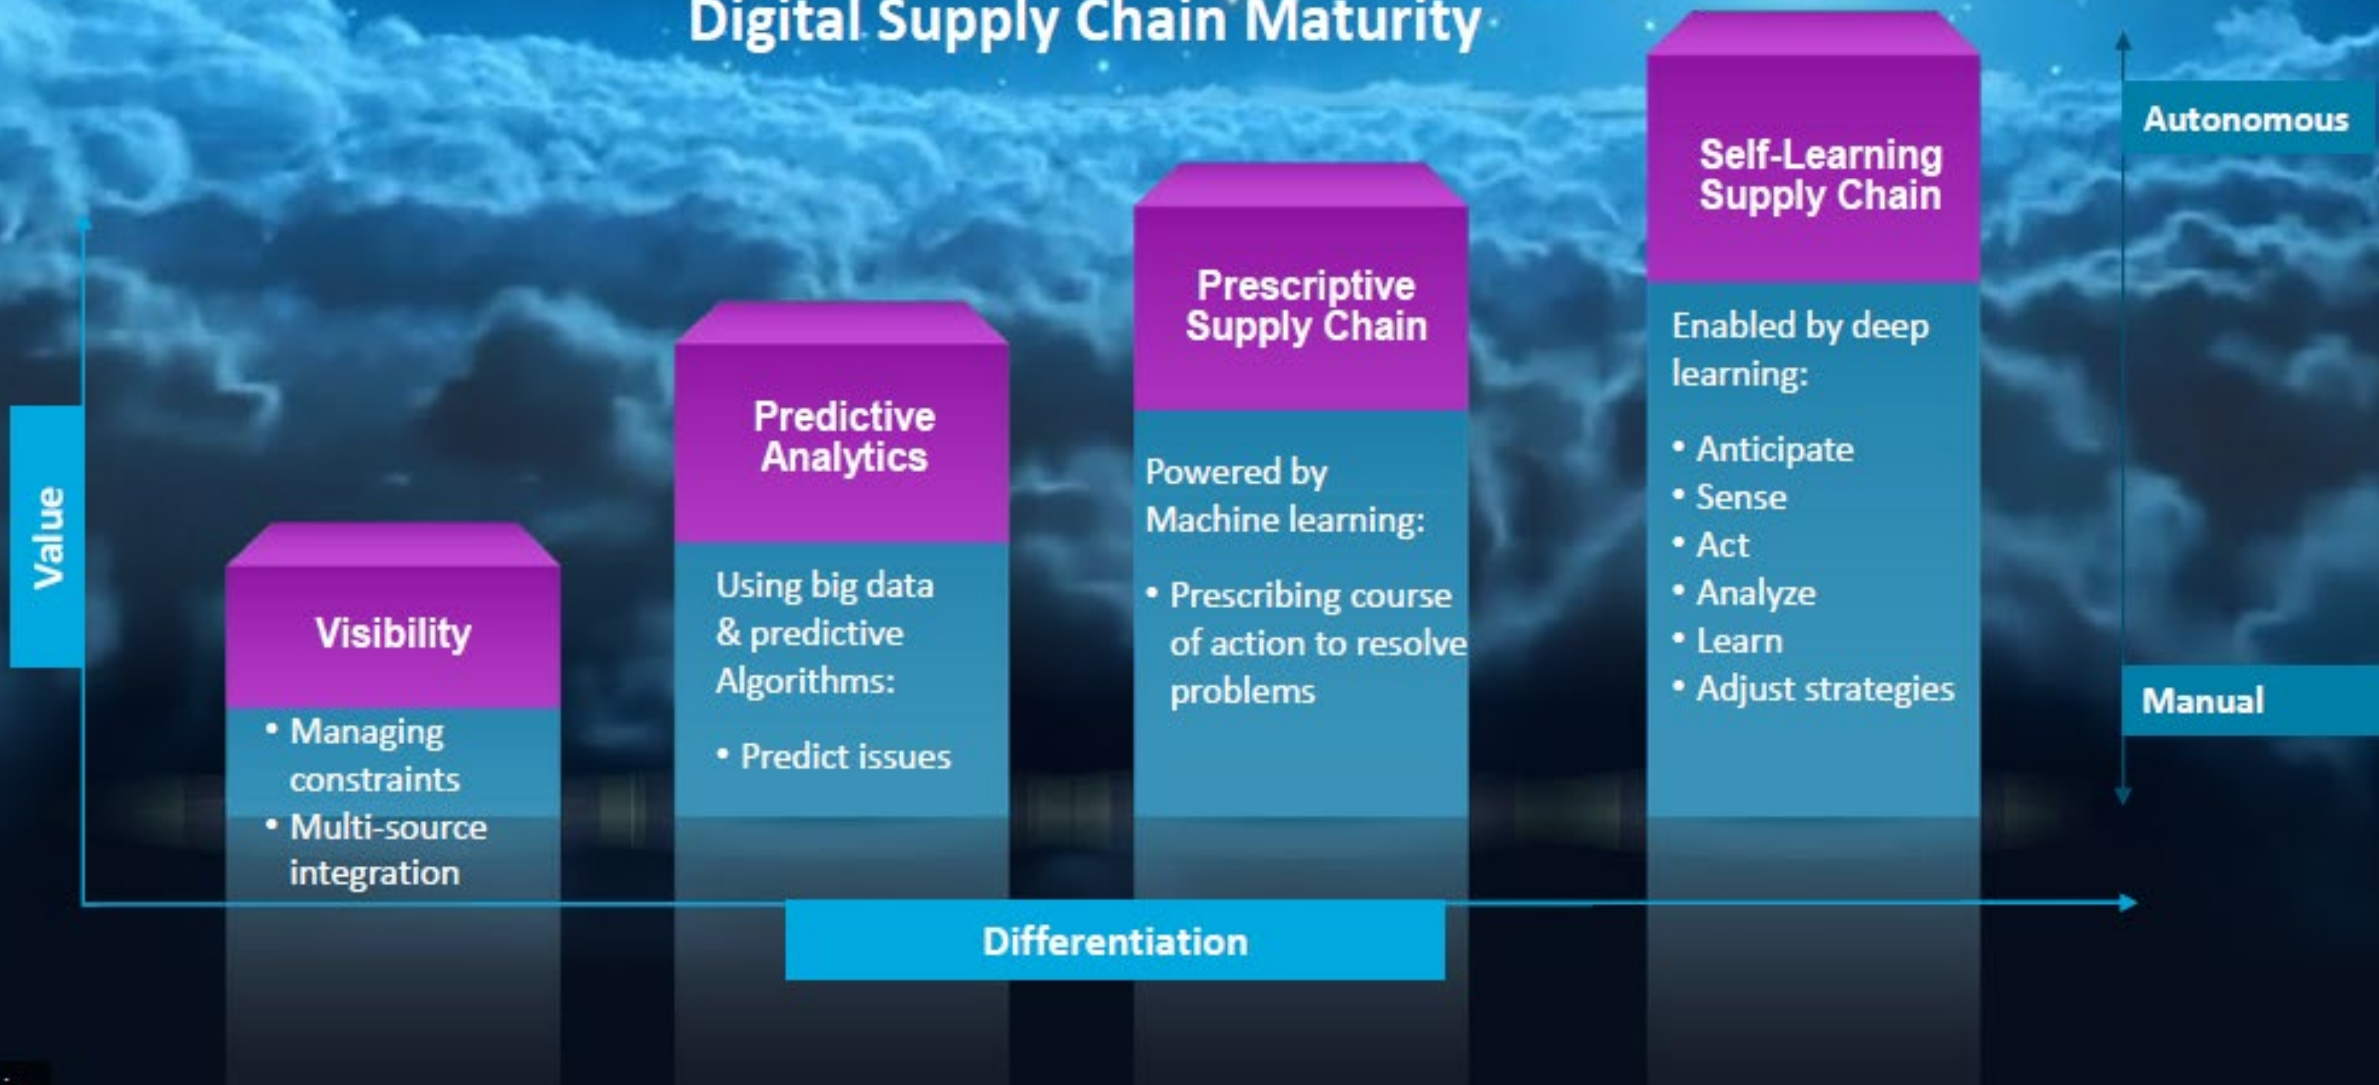 Digital Supply Chain Maturity
Value
Visibility
• Managing
constraints
• Multi-source
integration
Predictive
Analytics
Using big data
& predictive
Algorithms:
• Predict issues
Prescriptive
Supply Chain
Powered by
Machine learning:
• Prescribing course
of action to resolve
problems
Self-Learning
Supply Chain
Enabled by deep
learning:
• Anticipate
• Sense
• Act
• Analyze
• Learn
• Adjust strategies
Autonomous
Manual
Differentiation